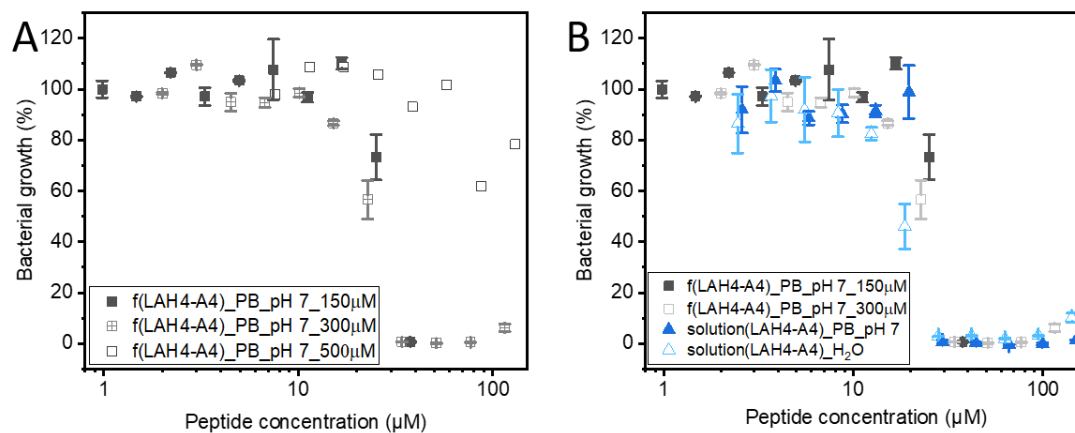 A
120
100
80
60
40
20
0
Bacterial growth (%)
f(LAH4-A4)_PB_pH 7_150μM
f(LAH4-A4)_PB_pH 7_300μM
f(LAH4-A4)_PB_pH 7_500μM
1 10 100
Peptide concentration (μM)
B
120
100
80
60
40
20
0
Bacterial growth (%)
f(LAH4-A4)_PB_pH 7_150μM
f(LAH4-A4)_PB_pH 7_300μM
solution(LAH4-A4)_PB_pH 7
solution(LAH4-A4)_H₂O
1 10 100
Peptide concentration (μM)